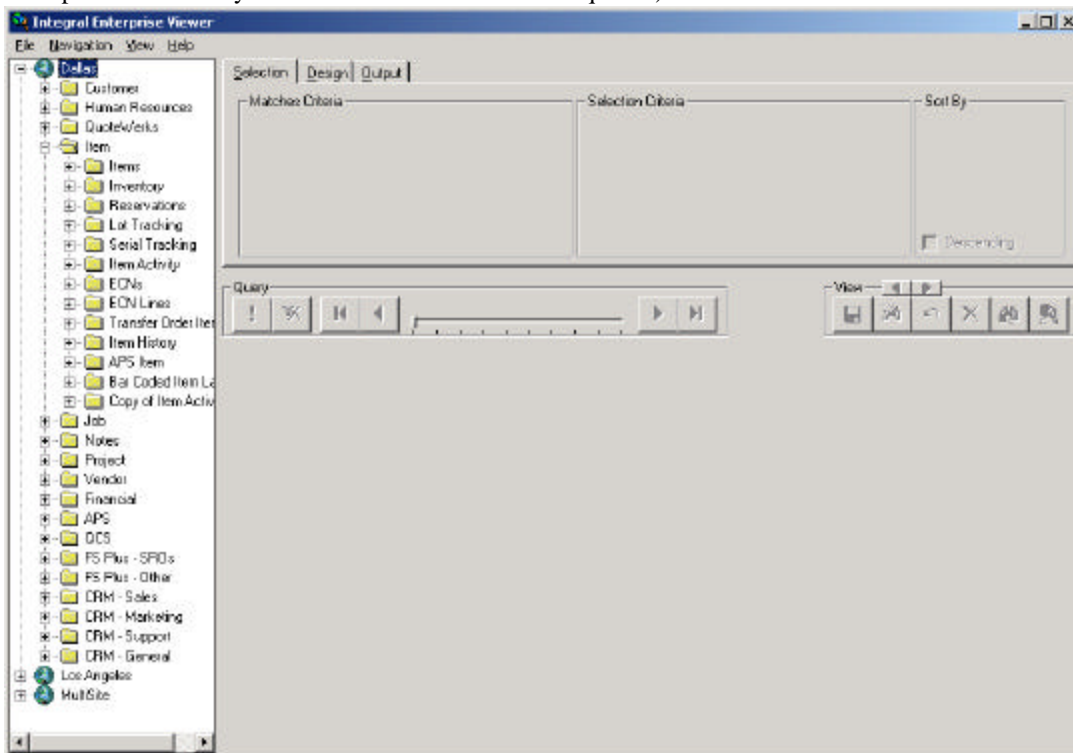 Integral Enterprise Viewer
File Navigation View Help
Dallas
Customer
Human Resources
QuoteWerks
Item
Items
Inventory
Reservations
Lot Tracking
Serial Tracking
Item Activity
ECNs
ECN Lines
Transfer Order Iter
Item History
APS Item
Bar Coded Item La
Copy of Item Activ
Job
Notes
Project
Vendor
Financial
APS
QCS
FS Plus - SROs
FS Plus - Other
CRM - Sales
CRM - Marketing
CRM - Support
CRM - General
Los Angeles
MultiSite
Selection Design Output
Matches Criteria Selection Criteria Sort By
Descending
Query View